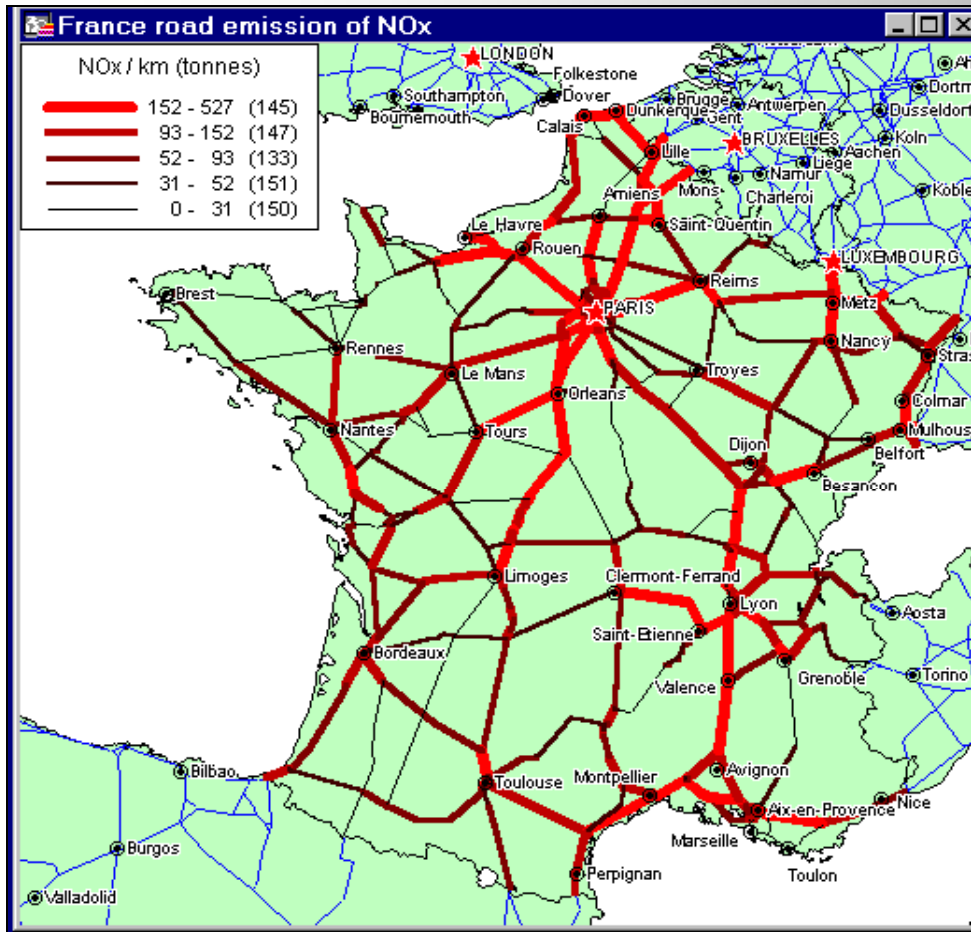 France road emission of NOx
NOx / km (tonnes)
152 - 527 (145)
93 - 152 (147)
52 - 93 (133)
31 - 52 (151)
0 - 31 (150)
LONDON
Folkestone
Southampton
Dover
Bournemouth
Calais
Dunkerque
Brugge
Gent
Antwerpen
Dusseldorf
Koln
BRUXELLES
Lille
Aachen
Liege
Namur
Mons
Charleroi
Amiens
Saint-Quentin
Le Havre
Rouen
LUXEMBOURG
Reims
Brest
PARIS
Metz
Rennes
Nancy
Le Mans
Troyes
Orleans
Colmar
Nantes
Tours
Mulhous
Dijon
Belfort
Besancon
Limoges
Clermont-Ferrand
Lyon
Aosta
Saint-Etienne
Bordeaux
Grenoble
Torino
Valence
Bilbao
Toulouse
Montpellier
Avignon
Nice
Aix-en-Provence
Marseille
Burgos
Toulon
Perpignan
Valladolid